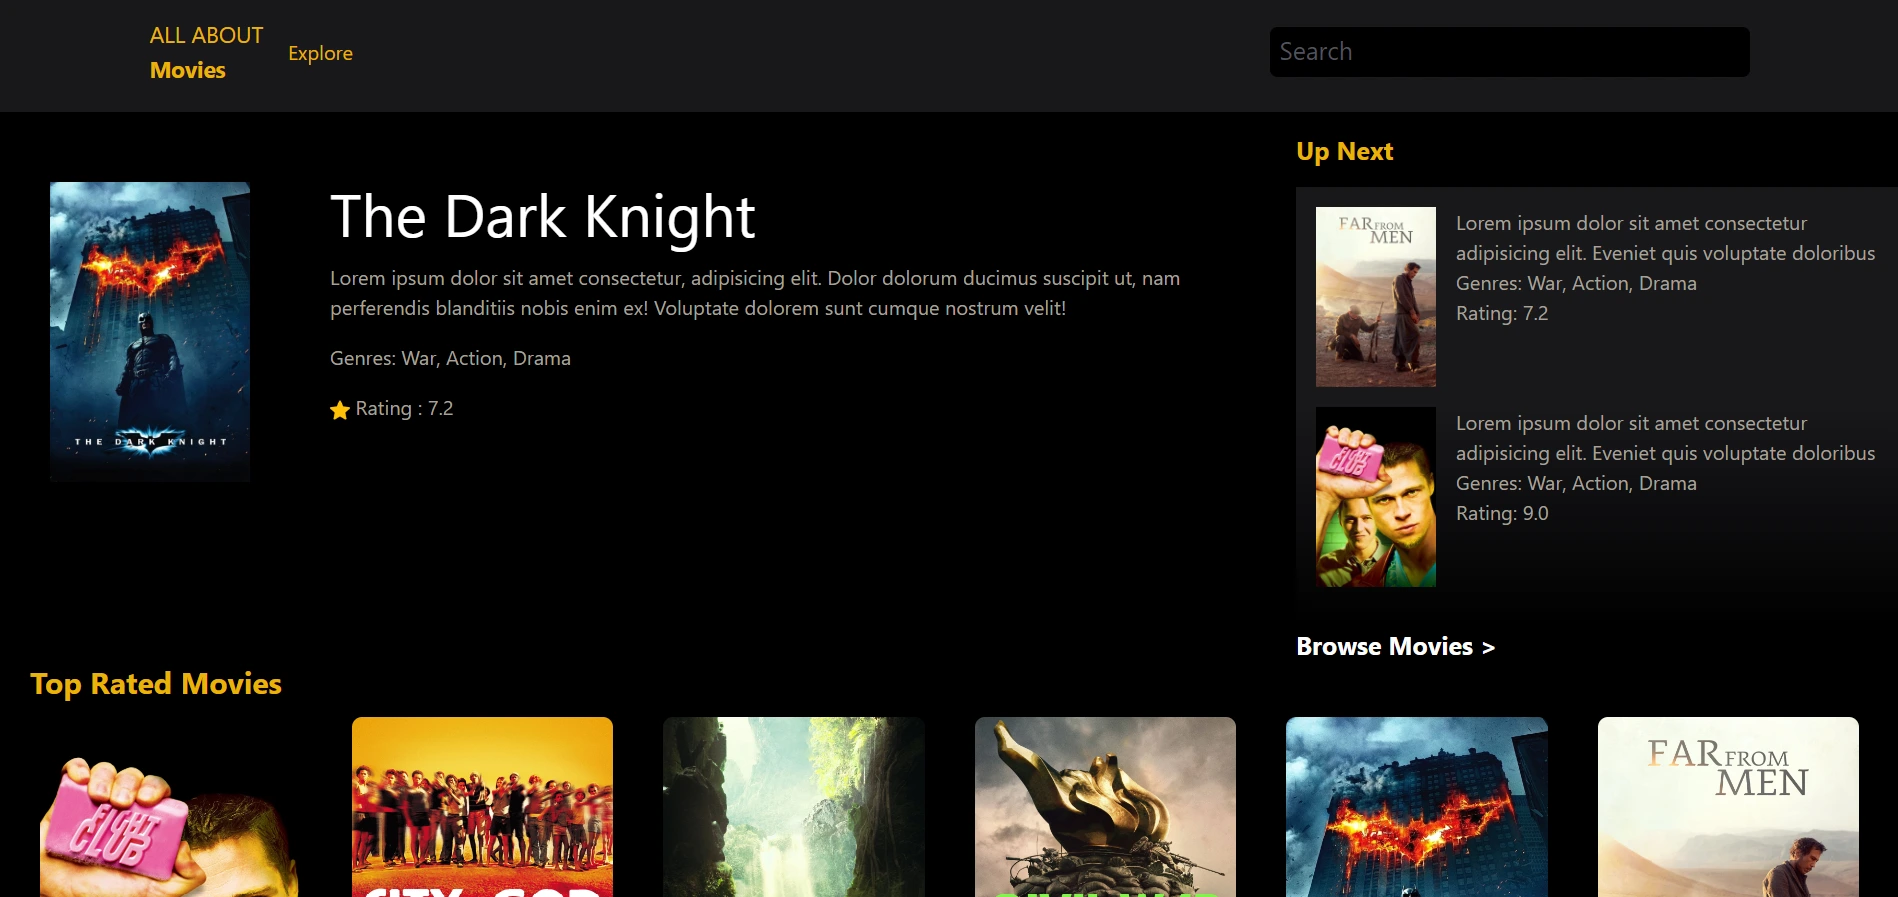 ALL ABOUT
Movies
Explore
Search
Up Next
The Dark Knight
Lorem ipsum dolor sit amet consectetur, adipisicing elit. Dolor dolorum ducimus suscipit ut, nam
perferendis blanditiis nobis enim ex! Voluptate dolorem sunt cumque nostrum velit!
Genres: War, Action, Drama
Rating : 7.2
THE DARK KNIGHT
FAR FROM
MEN
Lorem ipsum dolor sit amet consectetur
adipisicing elit. Eveniet quis voluptate doloribus
Genres: War, Action, Drama
Rating: 7.2
FIGHT
CLUB
Lorem ipsum dolor sit amet consectetur
adipisicing elit. Eveniet quis voluptate doloribus
Genres: War, Action, Drama
Rating: 9.0
Browse Movies >
Top Rated Movies
FIGHT
CLUB
CITY OF GOD
FAR FROM
MEN